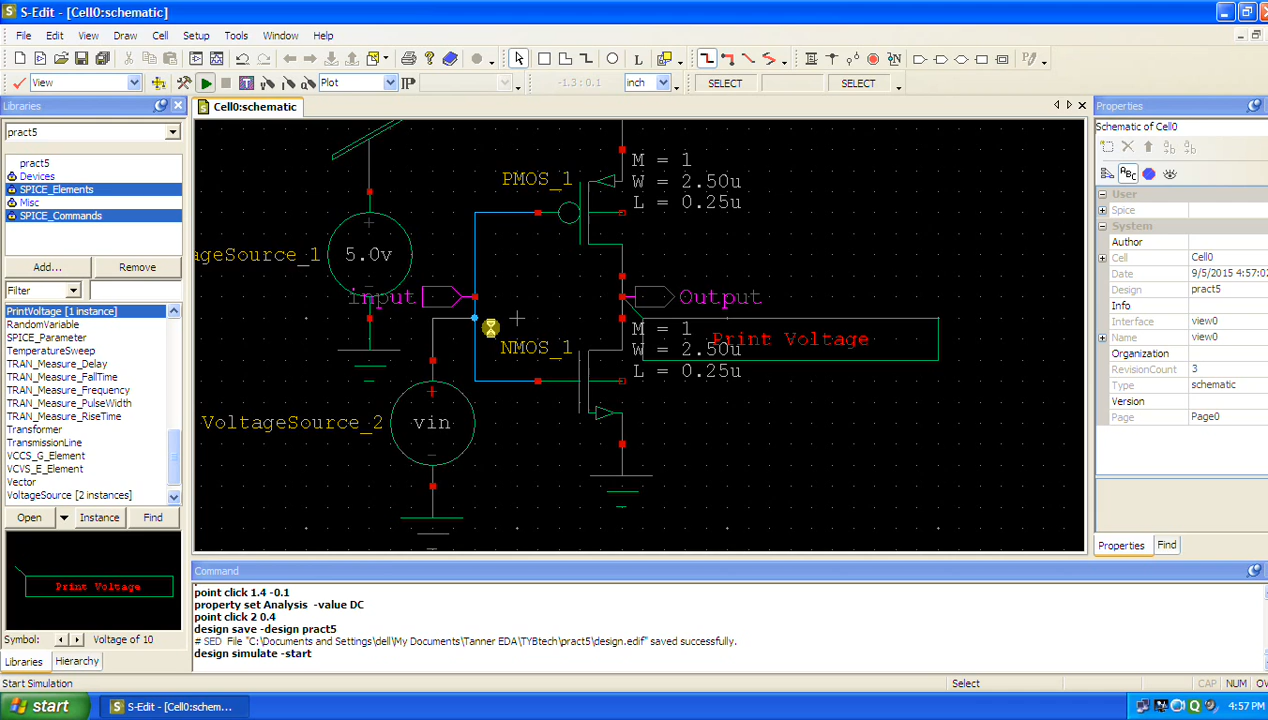 S-Edit - [Cell0:schematic]
File Edit View Draw Cell Setup Tools Window Help
View Plot IP -1.3 : 0.1 inch SELECT SELECT
Libraries
pract5
pract5
Devices
SPICE_Elements
Misc
SPICE_Commands
Add... Remove
Filter
PrintVoltage [1 instance]
RandomVariable
SPICE_Parameter
TemperatureSweep
TRAN_Measure_Delay
TRAN_Measure_FallTime
TRAN_Measure_Frequency
TRAN_Measure_PulseWidth
TRAN_Measure_RiseTime
Transformer
TransmissionLine
VCCS_G_Element
VCVS_E_Element
Vector
VoltageSource [2 instances]
Open Instance Find
Print Voltage
Symbol: Voltage of 10
Libraries Hierarchy
Cell0:schematic
PMOS_1
M = 1
W = 2.50u
L = 0.25u
ageSource_1 5.0v
input
Output
Print Voltage
NMOS_1
M = 1
W = 2.50u
L = 0.25u
VoltageSource_2 vin
Properties
Schematic of Cell0
User
Spice
System
Author
Cell Cell0
Date 9/5/2015 4:57:02
Design pract5
Info
Interface view0
Name view0
Organization
RevisionCount 3
Type schematic
Version
Page Page0
Properties Find
Command
point click 1.4 -0.1
property set Analysis -value DC
point click 2 0.4
design save -design pract5
# SED File "C:\Documents and Settings\dell\My Documents\Tanner EDA\TYBtech\pract5\design.edif" saved successfully.
design simulate -start
Start Simulation Select CAP NUM OV
start S-Edit - [Cell0:schem... 4:57 PM